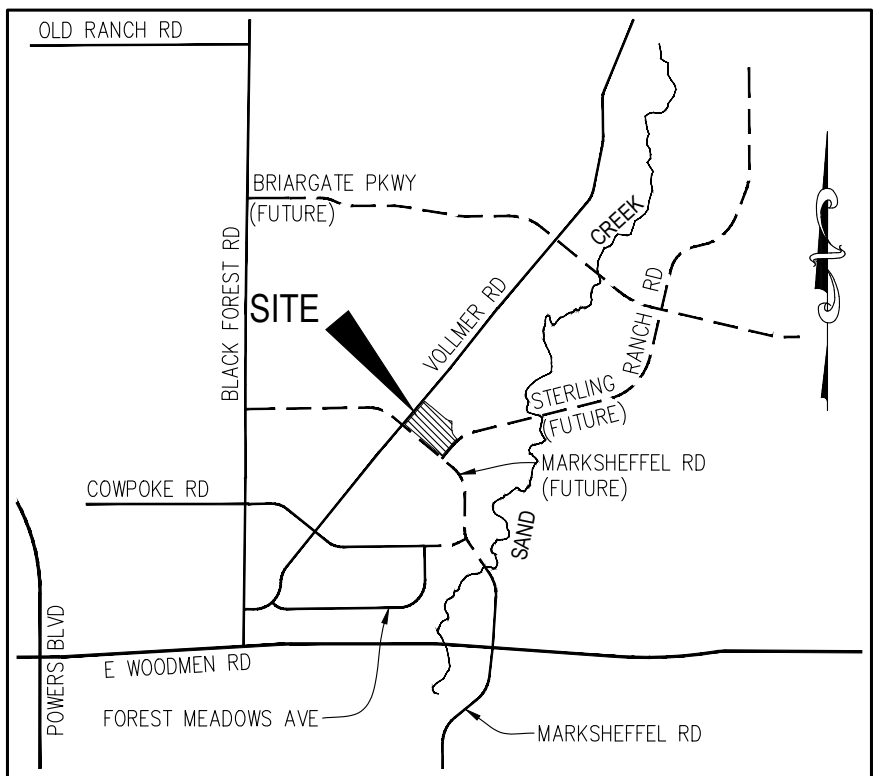 OLD RANCH RD
BRIARGATE PKWY
(FUTURE)
CREEK
BLACK FOREST RD
SITE
VOLLMER RD
RANCH RD
STERLING
(FUTURE)
MARKSHEFFEL RD
(FUTURE)
COWPOKE RD
SAND
POWERS BLVD
E WOODMEN RD
FOREST MEADOWS AVE
MARKSHEFFEL RD